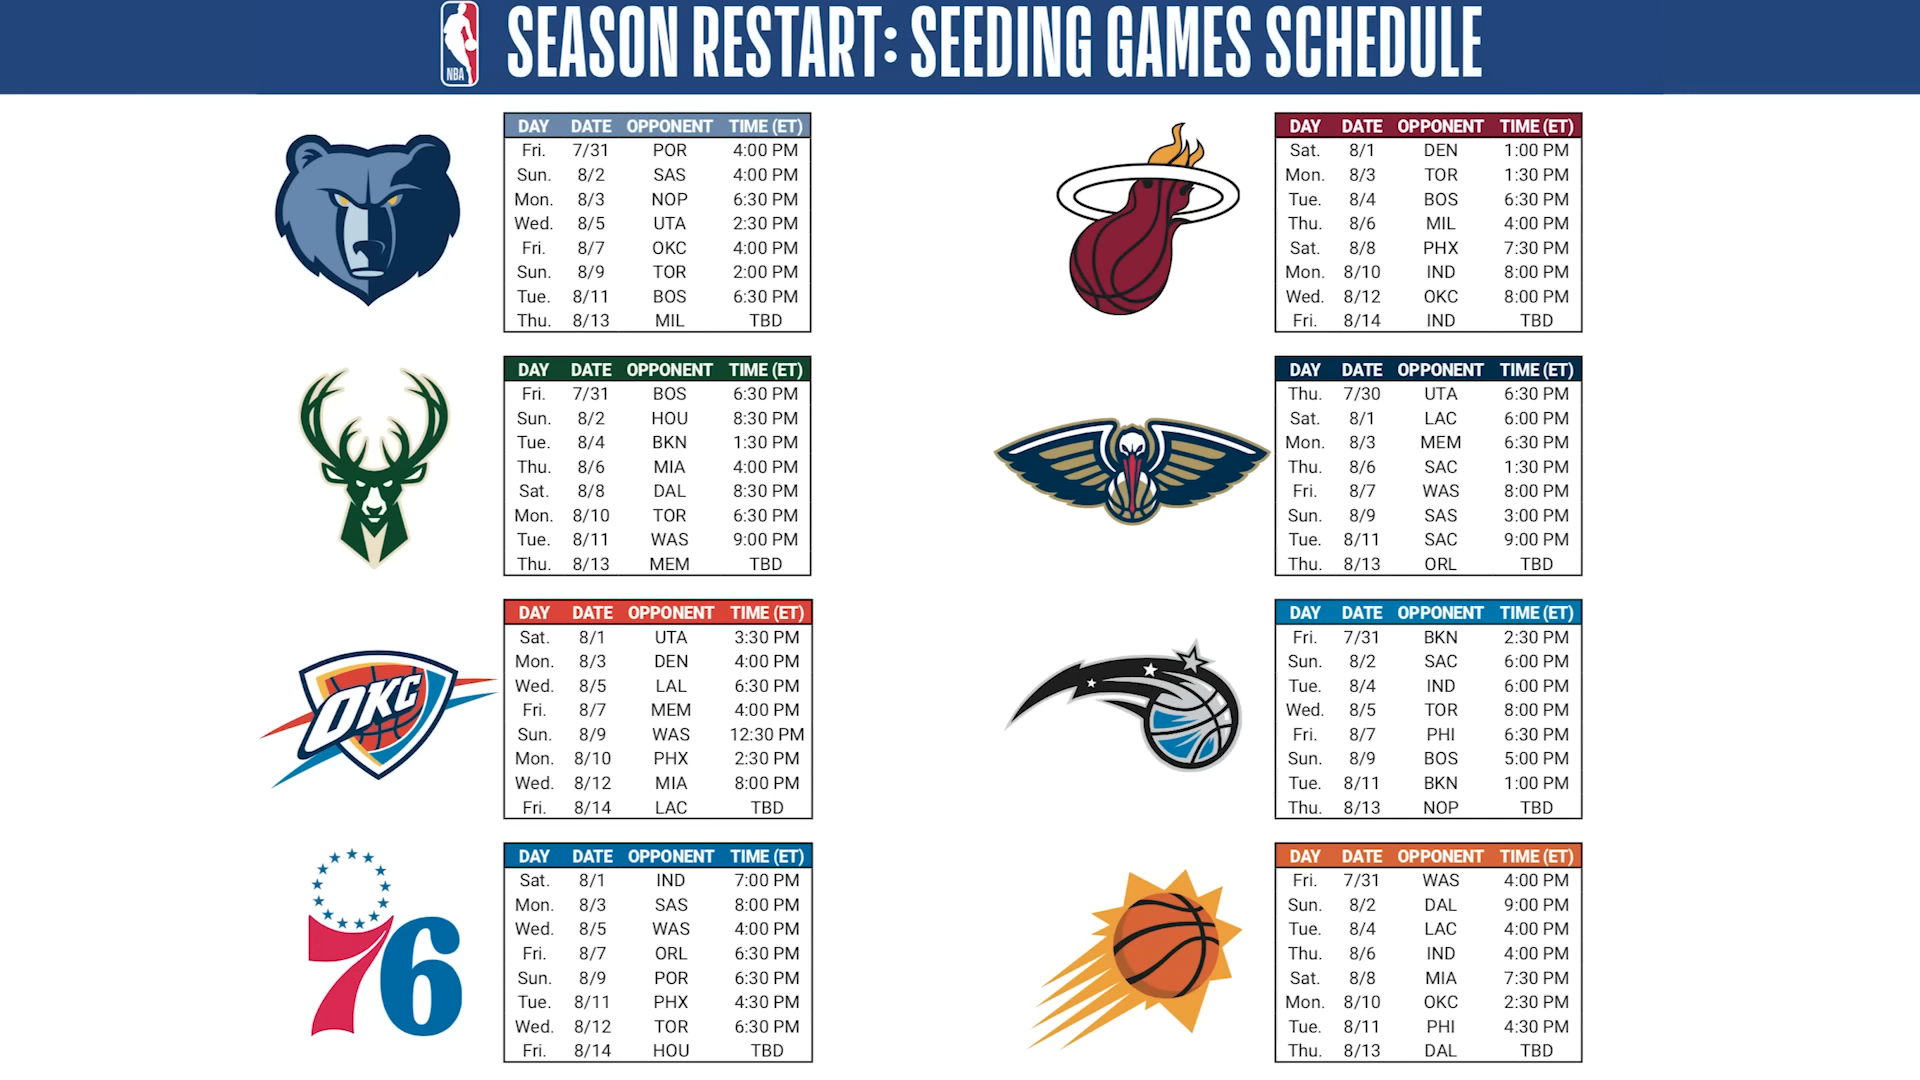 NBA
SEASON RESTART: SEEDING GAMES SCHEDULE
DAY DATE OPPONENT TIME (ET)
Fri. 7/31 POR 4:00 PM
Sun. 8/2 SAS 4:00 PM
Mon. 8/3 NOP 6:30 PM
Wed. 8/5 UTA 2:30 PM
Fri. 8/7 OKC 4:00 PM
Sun. 8/9 TOR 2:00 PM
Tue. 8/11 BOS 6:30 PM
Thu. 8/13 MIL TBD
DAY DATE OPPONENT TIME (ET)
Sat. 8/1 DEN 1:00 PM
Mon. 8/3 TOR 1:30 PM
Tue. 8/4 BOS 6:30 PM
Thu. 8/6 MIL 4:00 PM
Sat. 8/8 PHX 7:30 PM
Mon. 8/10 IND 8:00 PM
Wed. 8/12 OKC 8:00 PM
Fri. 8/14 IND TBD
DAY DATE OPPONENT TIME (ET)
Fri. 7/31 BOS 6:30 PM
Sun. 8/2 HOU 8:30 PM
Tue. 8/4 BKN 1:30 PM
Thu. 8/6 MIA 4:00 PM
Sat. 8/8 DAL 8:30 PM
Mon. 8/10 TOR 6:30 PM
Tue. 8/11 WAS 9:00 PM
Thu. 8/13 MEM TBD
DAY DATE OPPONENT TIME (ET)
Thu. 7/30 UTA 6:30 PM
Sat. 8/1 LAC 6:00 PM
Mon. 8/3 MEM 6:30 PM
Thu. 8/6 SAC 1:30 PM
Fri. 8/7 WAS 8:00 PM
Sun. 8/9 SAS 3:00 PM
Tue. 8/11 SAC 9:00 PM
Thu. 8/13 ORL TBD
OKC
DAY DATE OPPONENT TIME (ET)
Sat. 8/1 UTA 3:30 PM
Mon. 8/3 DEN 4:00 PM
Wed. 8/5 LAL 6:30 PM
Fri. 8/7 MEM 4:00 PM
Sun. 8/9 WAS 12:30 PM
Mon. 8/10 PHX 2:30 PM
Wed. 8/12 MIA 8:00 PM
Fri. 8/14 LAC TBD
DAY DATE OPPONENT TIME (ET)
Fri. 7/31 BKN 2:30 PM
Sun. 8/2 SAC 6:00 PM
Tue. 8/4 IND 6:00 PM
Wed. 8/5 TOR 8:00 PM
Fri. 8/7 PHI 6:30 PM
Sun. 8/9 BOS 5:00 PM
Tue. 8/11 BKN 1:00 PM
Thu. 8/13 NOP TBD
76
DAY DATE OPPONENT TIME (ET)
Sat. 8/1 IND 7:00 PM
Mon. 8/3 SAS 8:00 PM
Wed. 8/5 WAS 4:00 PM
Fri. 8/7 ORL 6:30 PM
Sun. 8/9 POR 6:30 PM
Tue. 8/11 PHX 4:30 PM
Wed. 8/12 TOR 6:30 PM
Fri. 8/14 HOU TBD
DAY DATE OPPONENT TIME (ET)
Fri. 7/31 WAS 4:00 PM
Sun. 8/2 DAL 9:00 PM
Tue. 8/4 LAC 4:00 PM
Thu. 8/6 IND 4:00 PM
Sat. 8/8 MIA 7:30 PM
Mon. 8/10 OKC 2:30 PM
Tue. 8/11 PHI 4:30 PM
Thu. 8/13 DAL TBD